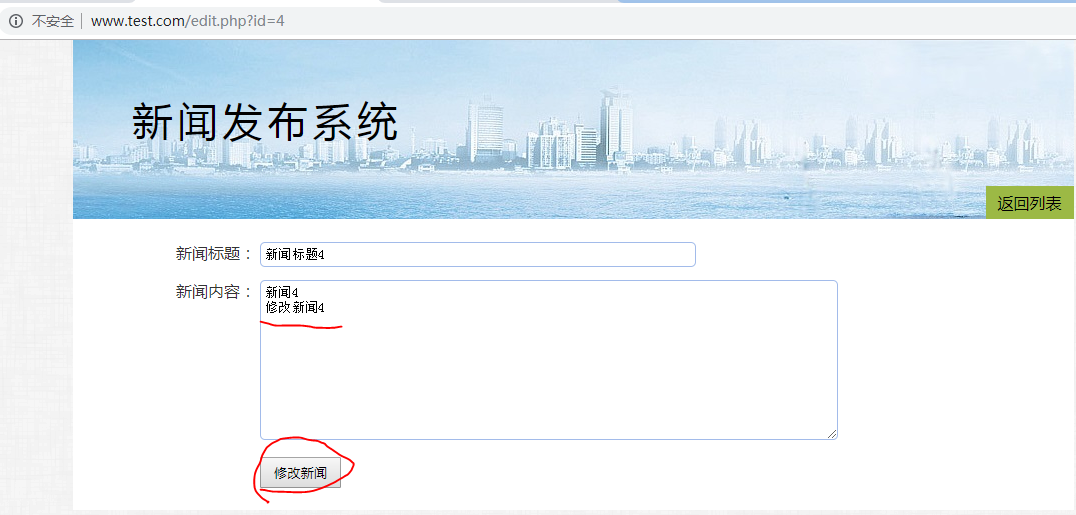 不安全 www.test.com/edit.php?id=4
新闻发布系统
返回列表
新闻标题： 新闻标题4
新闻内容： 新闻4
修改新闻4
修改新闻